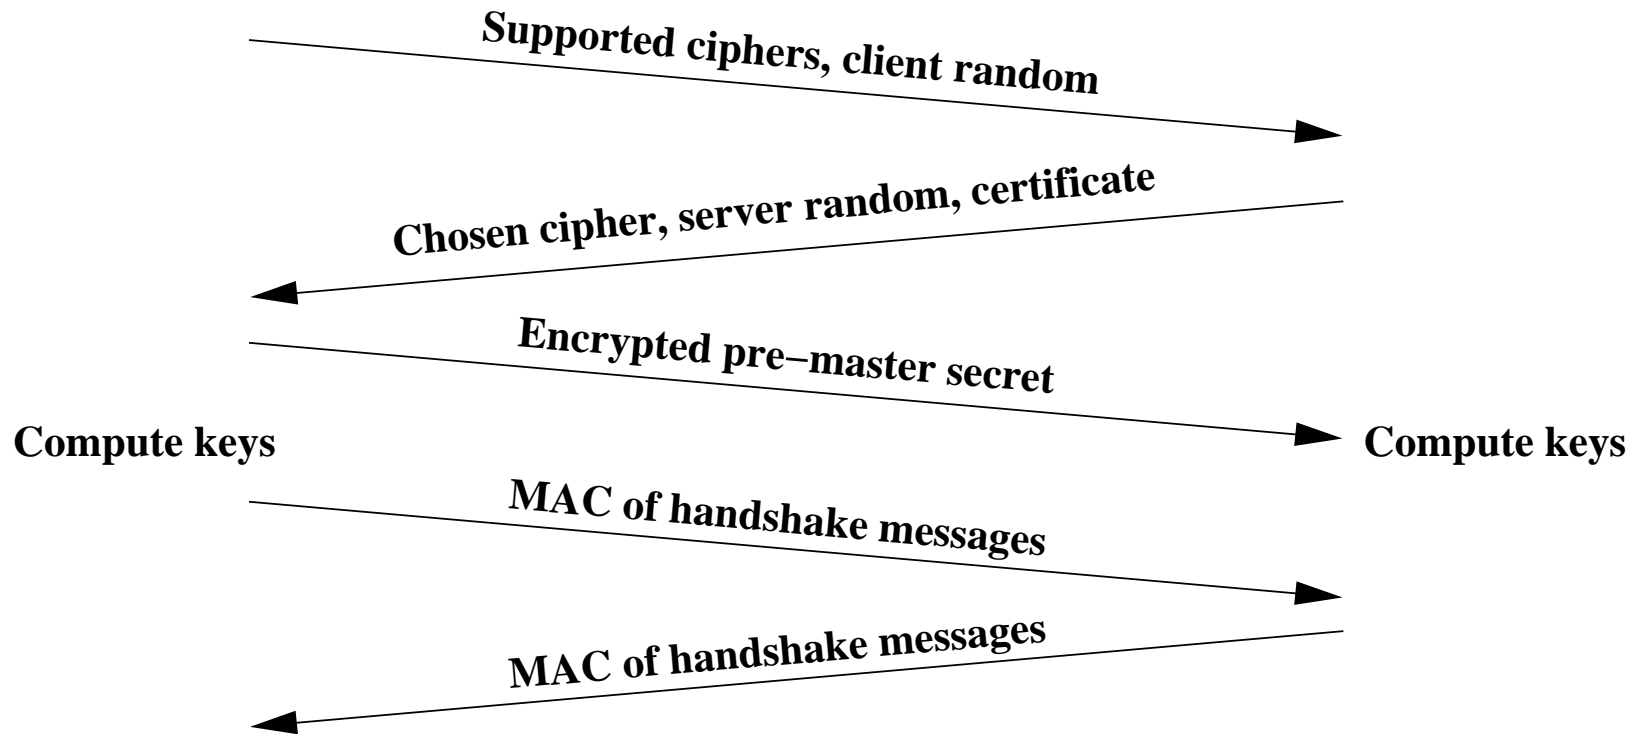 Supported ciphers, client random
Chosen cipher, server random, certificate
Encrypted pre−master secret
Compute keys
Compute keys
MAC of handshake messages
MAC of handshake messages